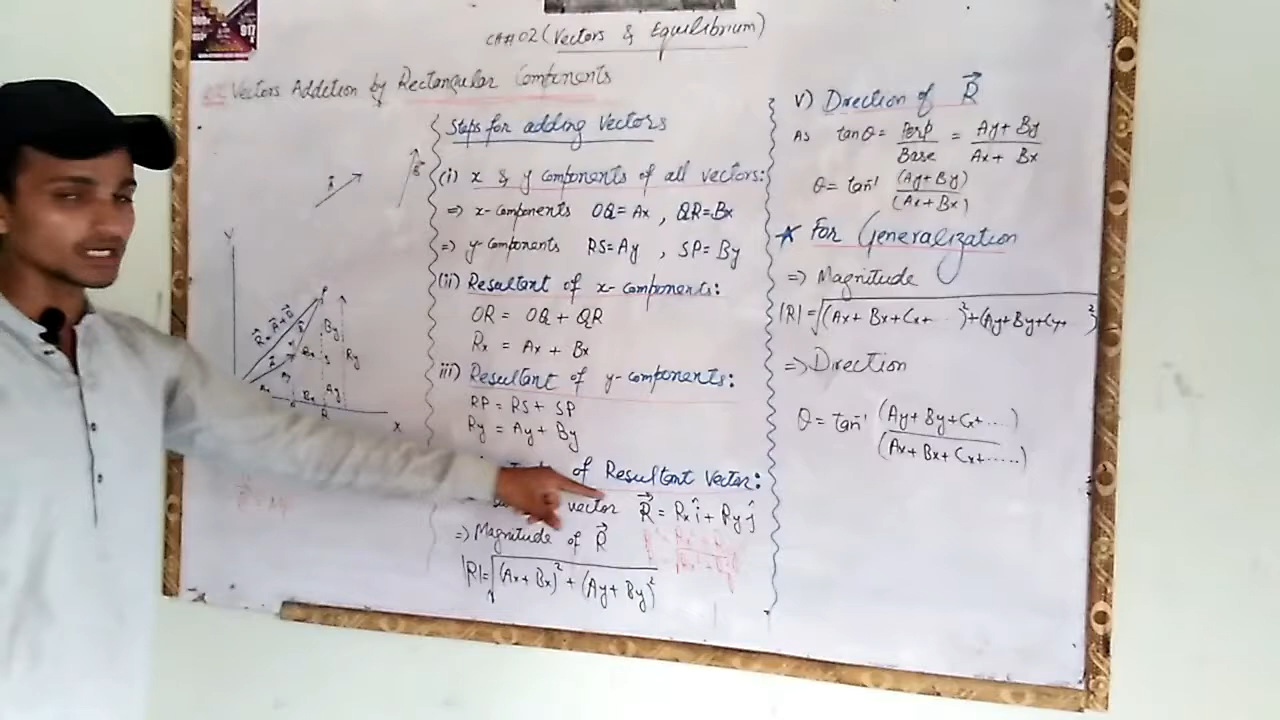 CH#02 (Vectors & Equilibrium)
Vectors Addition by Rectangular Components
A
B
Y
P
R = A + B
By
Ry
Ay
X
Steps for adding Vectors
(i) x & y components of all vectors:
=> x-components OQ = Ax , QR = Bx
=> y-components RS = Ay , SP = By
(ii) Resultant of x-components:
OR = OQ + QR
Rx = Ax + Bx
iii) Resultant of y-components:
RP = RS + SP
Ry = Ay + By
of Resultant Vector:
vector R⃗ = Rx î + Ry ĵ
=> Magnitude of R⃗
|R| = √(Ax + Bx)² + (Ay + By)²
v) Direction of R⃗
As tanθ = Perp/Base = Ay + By/Ax + Bx
θ = tan⁻¹ (Ay + By)/(Ax + Bx)
* For Generalization
=> Magnitude
|R| = √(Ax + Bx + Cx + ... )² + (Ay + By + Cy + )²
=> Direction
θ = tan⁻¹ (Ay + By + Cx + ....)/(Ax + Bx + Cx + .....)